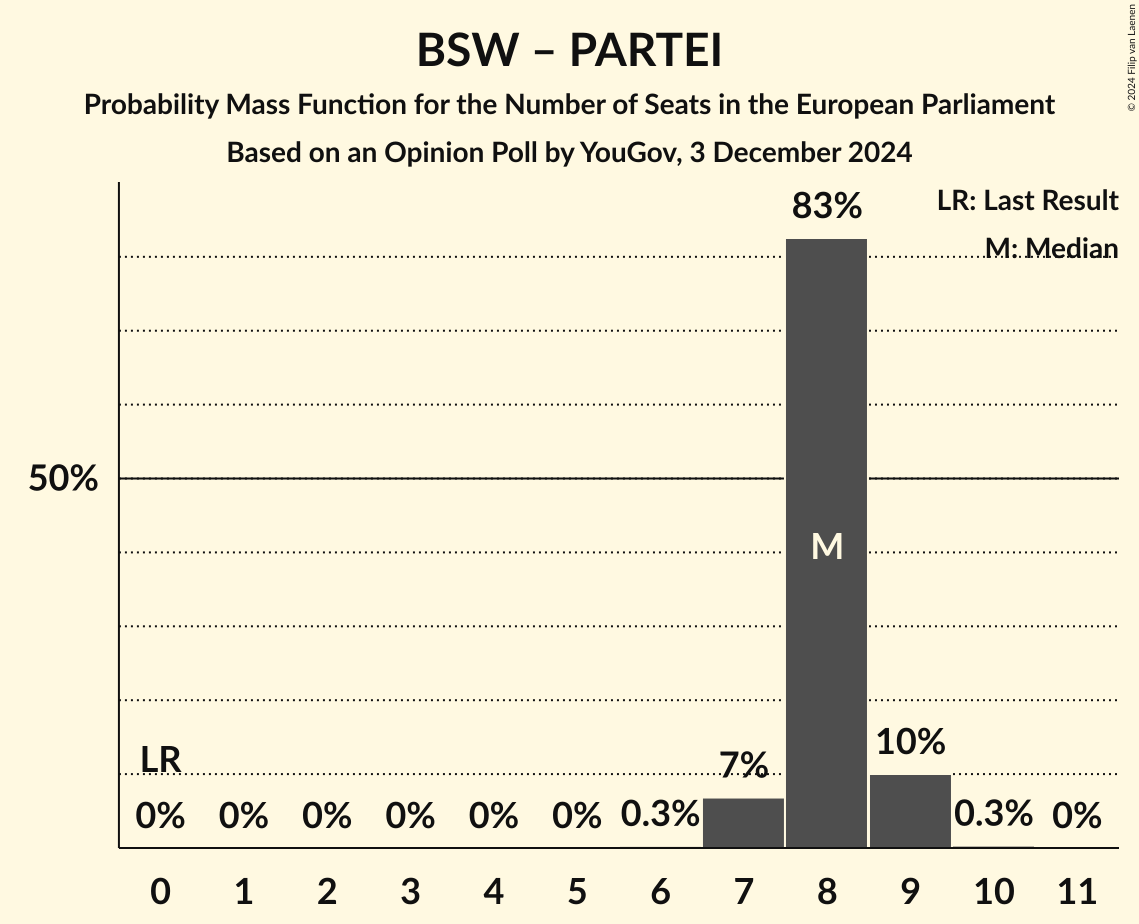 BSW – PARTEI
Probability Mass Function for the Number of Seats in the European Parliament
Based on an Opinion Poll by YouGov, 3 December 2024
© 2024 Filip van Laenen
LR: Last Result
M: Median
83%
50%
M
LR
7%
10%
0% 0% 0% 0% 0% 0% 0.3% 0.3% 0%
0 1 2 3 4 5 6 7 8 9 10 11